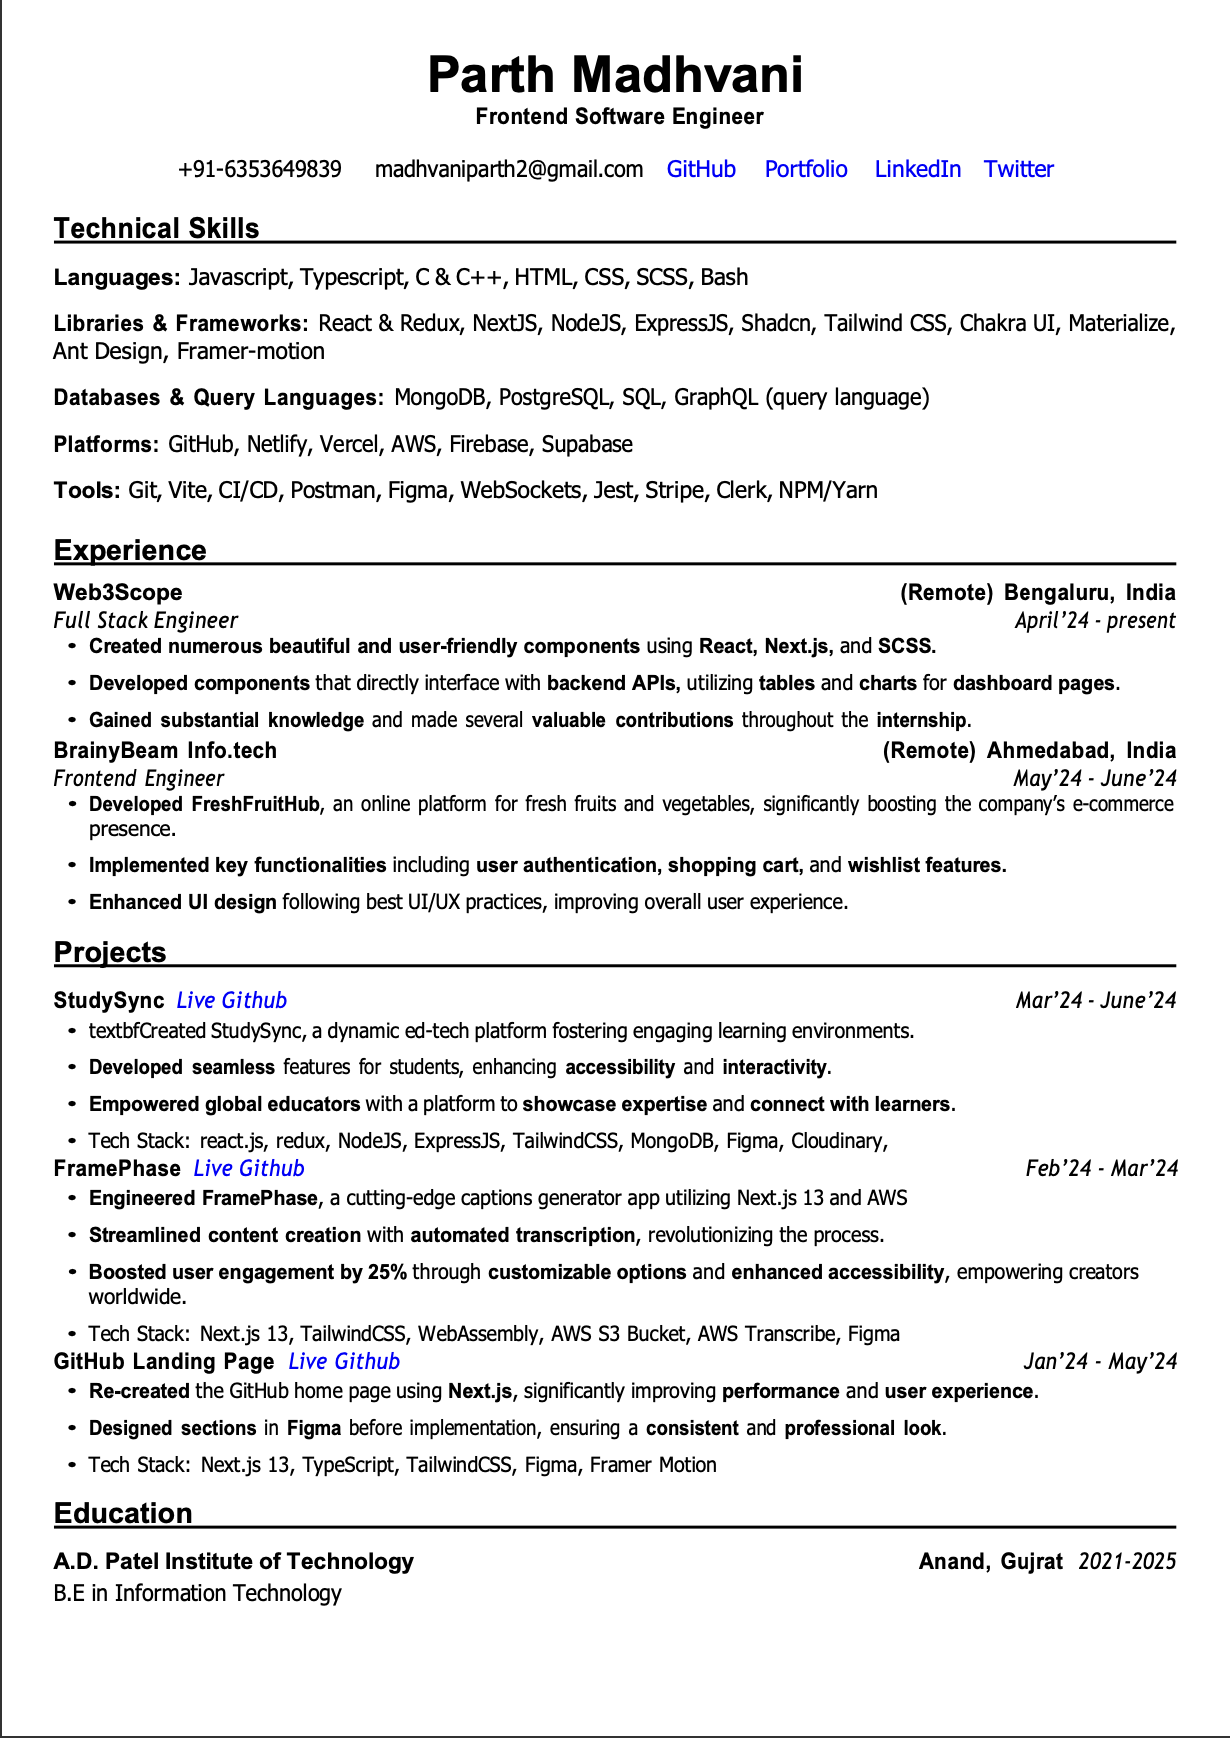 Parth Madhvani
Frontend Software Engineer
+91-6353649839 madhvaniparth2@gmail.com GitHub Portfolio LinkedIn Twitter
Technical Skills
Languages: Javascript, Typescript, C & C++, HTML, CSS, SCSS, Bash
Libraries & Frameworks: React & Redux, NextJS, NodeJS, ExpressJS, Shadcn, Tailwind CSS, Chakra UI, Materialize,
Ant Design, Framer-motion
Databases & Query Languages: MongoDB, PostgreSQL, SQL, GraphQL (query language)
Platforms: GitHub, Netlify, Vercel, AWS, Firebase, Supabase
Tools: Git, Vite, CI/CD, Postman, Figma, WebSockets, Jest, Stripe, Clerk, NPM/Yarn
Experience
Web3Scope (Remote) Bengaluru, India
Full Stack Engineer April’24 - present
• Created numerous beautiful and user-friendly components using React, Next.js, and SCSS.
• Developed components that directly interface with backend APIs, utilizing tables and charts for dashboard pages.
• Gained substantial knowledge and made several valuable contributions throughout the internship.
BrainyBeam Info.tech (Remote) Ahmedabad, India
Frontend Engineer May’24 - June’24
• Developed FreshFruitHub, an online platform for fresh fruits and vegetables, significantly boosting the company’s e-commerce
presence.
• Implemented key functionalities including user authentication, shopping cart, and wishlist features.
• Enhanced UI design following best UI/UX practices, improving overall user experience.
Projects
StudySync Live Github Mar’24 - June’24
• textbfCreated StudySync, a dynamic ed-tech platform fostering engaging learning environments.
• Developed seamless features for students, enhancing accessibility and interactivity.
• Empowered global educators with a platform to showcase expertise and connect with learners.
• Tech Stack: react.js, redux, NodeJS, ExpressJS, TailwindCSS, MongoDB, Figma, Cloudinary,
FramePhase Live Github Feb’24 - Mar’24
• Engineered FramePhase, a cutting-edge captions generator app utilizing Next.js 13 and AWS
• Streamlined content creation with automated transcription, revolutionizing the process.
• Boosted user engagement by 25% through customizable options and enhanced accessibility, empowering creators
worldwide.
• Tech Stack: Next.js 13, TailwindCSS, WebAssembly, AWS S3 Bucket, AWS Transcribe, Figma
GitHub Landing Page Live Github Jan’24 - May’24
• Re-created the GitHub home page using Next.js, significantly improving performance and user experience.
• Designed sections in Figma before implementation, ensuring a consistent and professional look.
• Tech Stack: Next.js 13, TypeScript, TailwindCSS, Figma, Framer Motion
Education
A.D. Patel Institute of Technology Anand, Gujrat 2021-2025
B.E in Information Technology